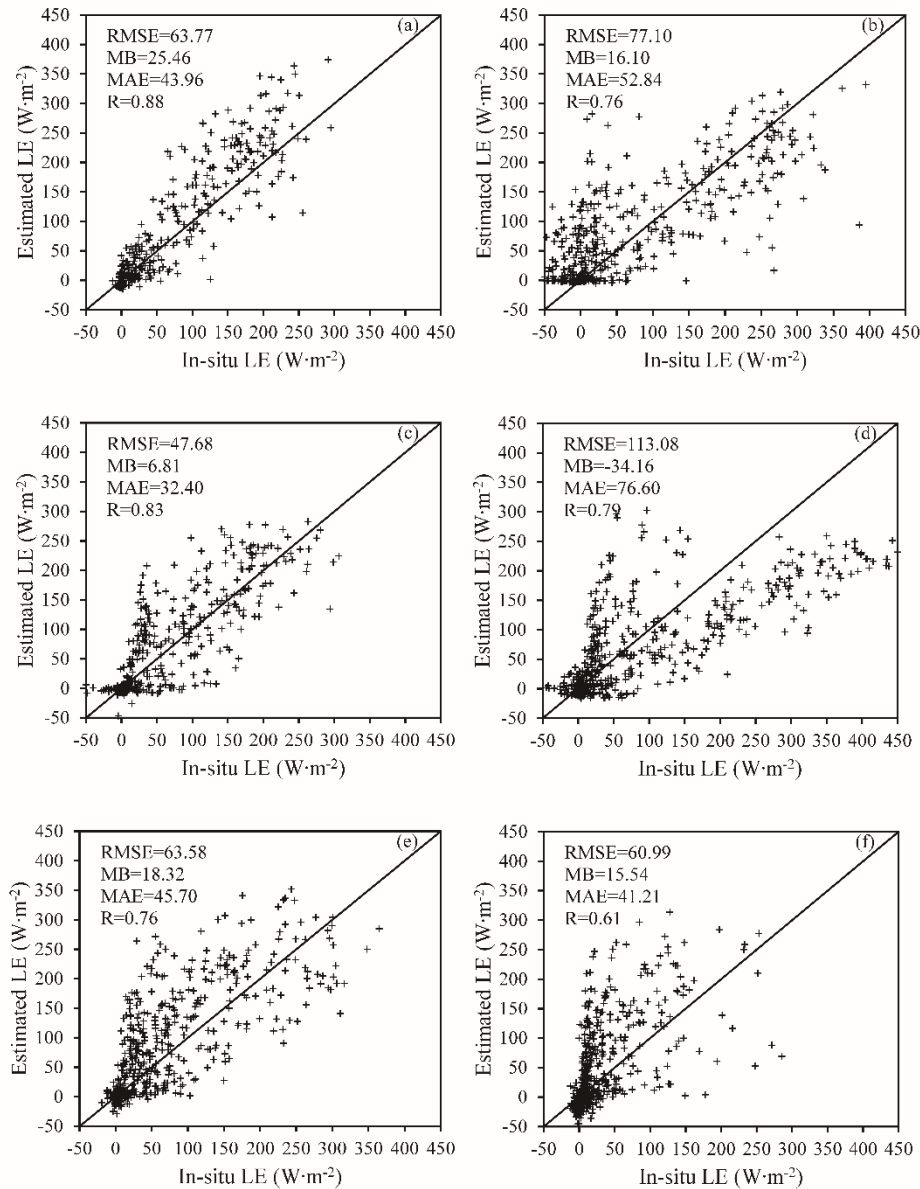 (a)
RMSE=63.77
MB=25.46
MAE=43.96
R=0.88
450
400
350
300
250
200
150
100
50
0
-50
Estimated LE (W·m-2)
-50 0 50 100 150 200 250 300 350 400 450
In-situ LE (W·m-2)
(b)
RMSE=77.10
MB=16.10
MAE=52.84
R=0.76
450
400
350
300
250
200
150
100
50
0
-50
Estimated LE (W·m-2)
-50 0 50 100 150 200 250 300 350 400 450
In-situ LE (W·m-2)
(c)
RMSE=47.68
MB=6.81
MAE=32.40
R=0.83
450
400
350
300
250
200
150
100
50
0
-50
Estimated LE (W·m-2)
-50 0 50 100 150 200 250 300 350 400 450
In-situ LE (W·m-2)
(d)
RMSE=113.08
MB=-34.16
MAE=76.60
R=0.79
450
400
350
300
250
200
150
100
50
0
-50
Estimated LE (W·m-2)
-50 0 50 100 150 200 250 300 350 400 450
In-situ LE (W·m-2)
(e)
RMSE=63.58
MB=18.32
MAE=45.70
R=0.76
450
400
350
300
250
200
150
100
50
0
-50
Estimated LE (W·m-2)
-50 0 50 100 150 200 250 300 350 400 450
In-situ LE (W·m-2)
(f)
RMSE=60.99
MB=15.54
MAE=41.21
R=0.61
450
400
350
300
250
200
150
100
50
0
-50
Estimated LE (W·m-2)
-50 0 50 100 150 200 250 300 350 400 450
In-situ LE (W·m-2)